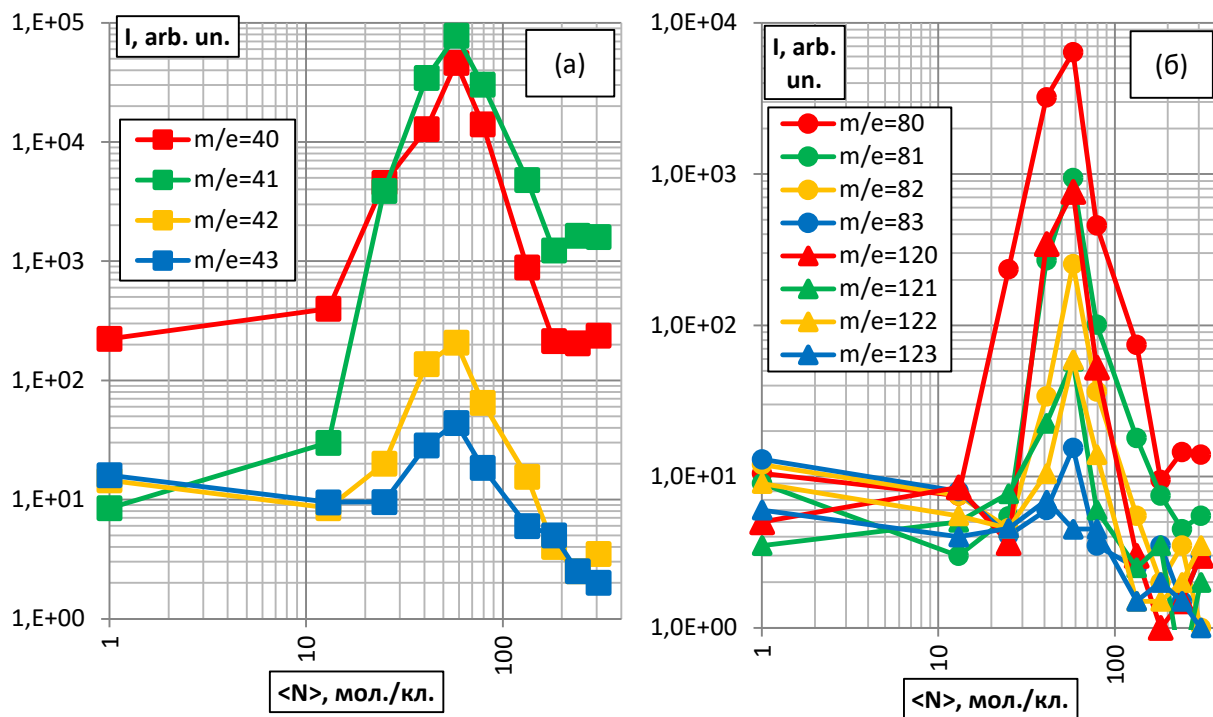 1,E+05
I, arb. un.
(а)
1,E+04
m/e=40
m/e=41
m/e=42
m/e=43
1,E+03
1,E+02
1,E+01
1,E+00
1
10
100
<N>, мол./кл.
1,0E+04
I, arb.
un.
(б)
m/e=80
m/e=81
m/e=82
m/e=83
m/e=120
m/e=121
m/e=122
m/e=123
1,0E+03
1,0E+02
1,0E+01
1,0E+00
1
10
100
<N>, мол./кл.